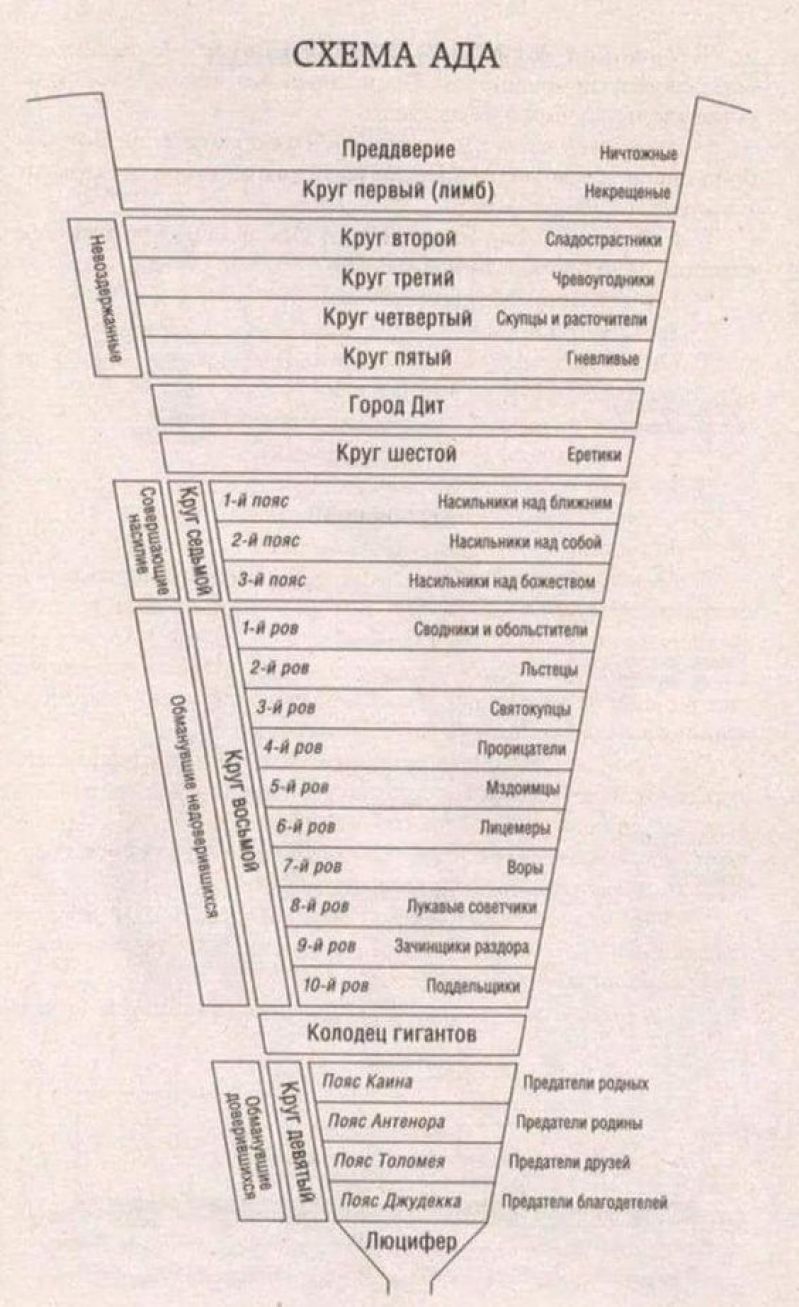 СХЕМА АДА
Преддверие Ничтожные
Круг первый (лимб) Некрещеные
Невоздержанные
Круг второй Сладострастники
Круг третий Чревоугодники
Круг четвертый Скупцы и расточители
Круг пятый Гневливые
Город Дит
Круг шестой Еретики
Совершающие
насилие
Круг седьмой
1-й пояс Насильники над ближним
2-й пояс Насильники над собой
3-й пояс Насильники над божеством
Обманувшие недоверившихся
Круг восьмой
1-й ров Сводники и обольстители
2-й ров Льстецы
3-й ров Святокупцы
4-й ров Прорицатели
5-й ров Мздоимцы
6-й ров Лицемеры
7-й ров Воры
8-й ров Лукавые советчики
9-й ров Зачинщики раздора
10-й ров Поддельщики
Колодец гигантов
Обманувшие
доверившихся
Круг девятый
Пояс Каина Предатели родных
Пояс Антенора Предатели родины
Пояс Толомея Предатели друзей
Пояс Джудекка Предатели благодетелей
Люцифер